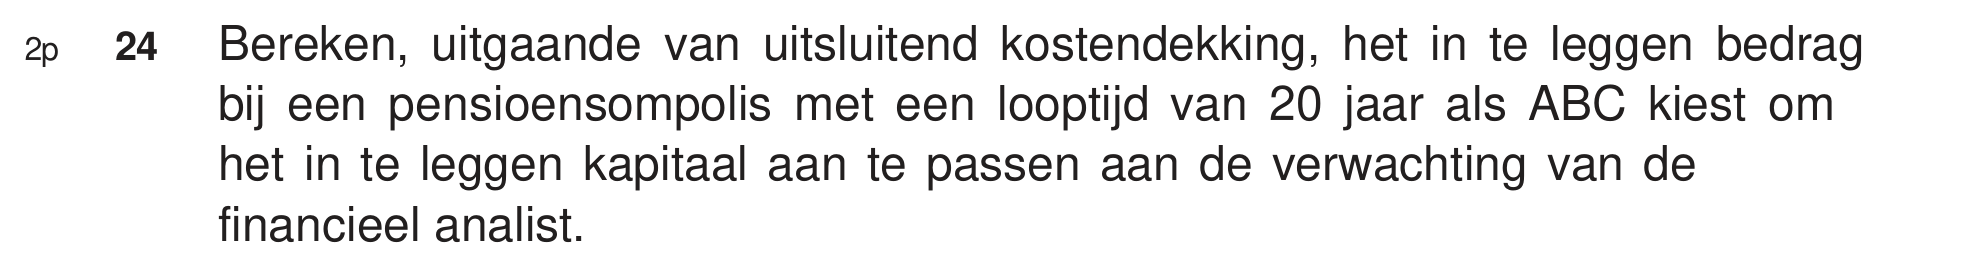 2p 24 Bereken, uitgaande van uitsluitend kostendekking, het in te leggen bedrag
bij een pensioensompolis met een looptijd van 20 jaar als ABC kiest om
het in te leggen kapitaal aan te passen aan de verwachting van de
financieel analist.